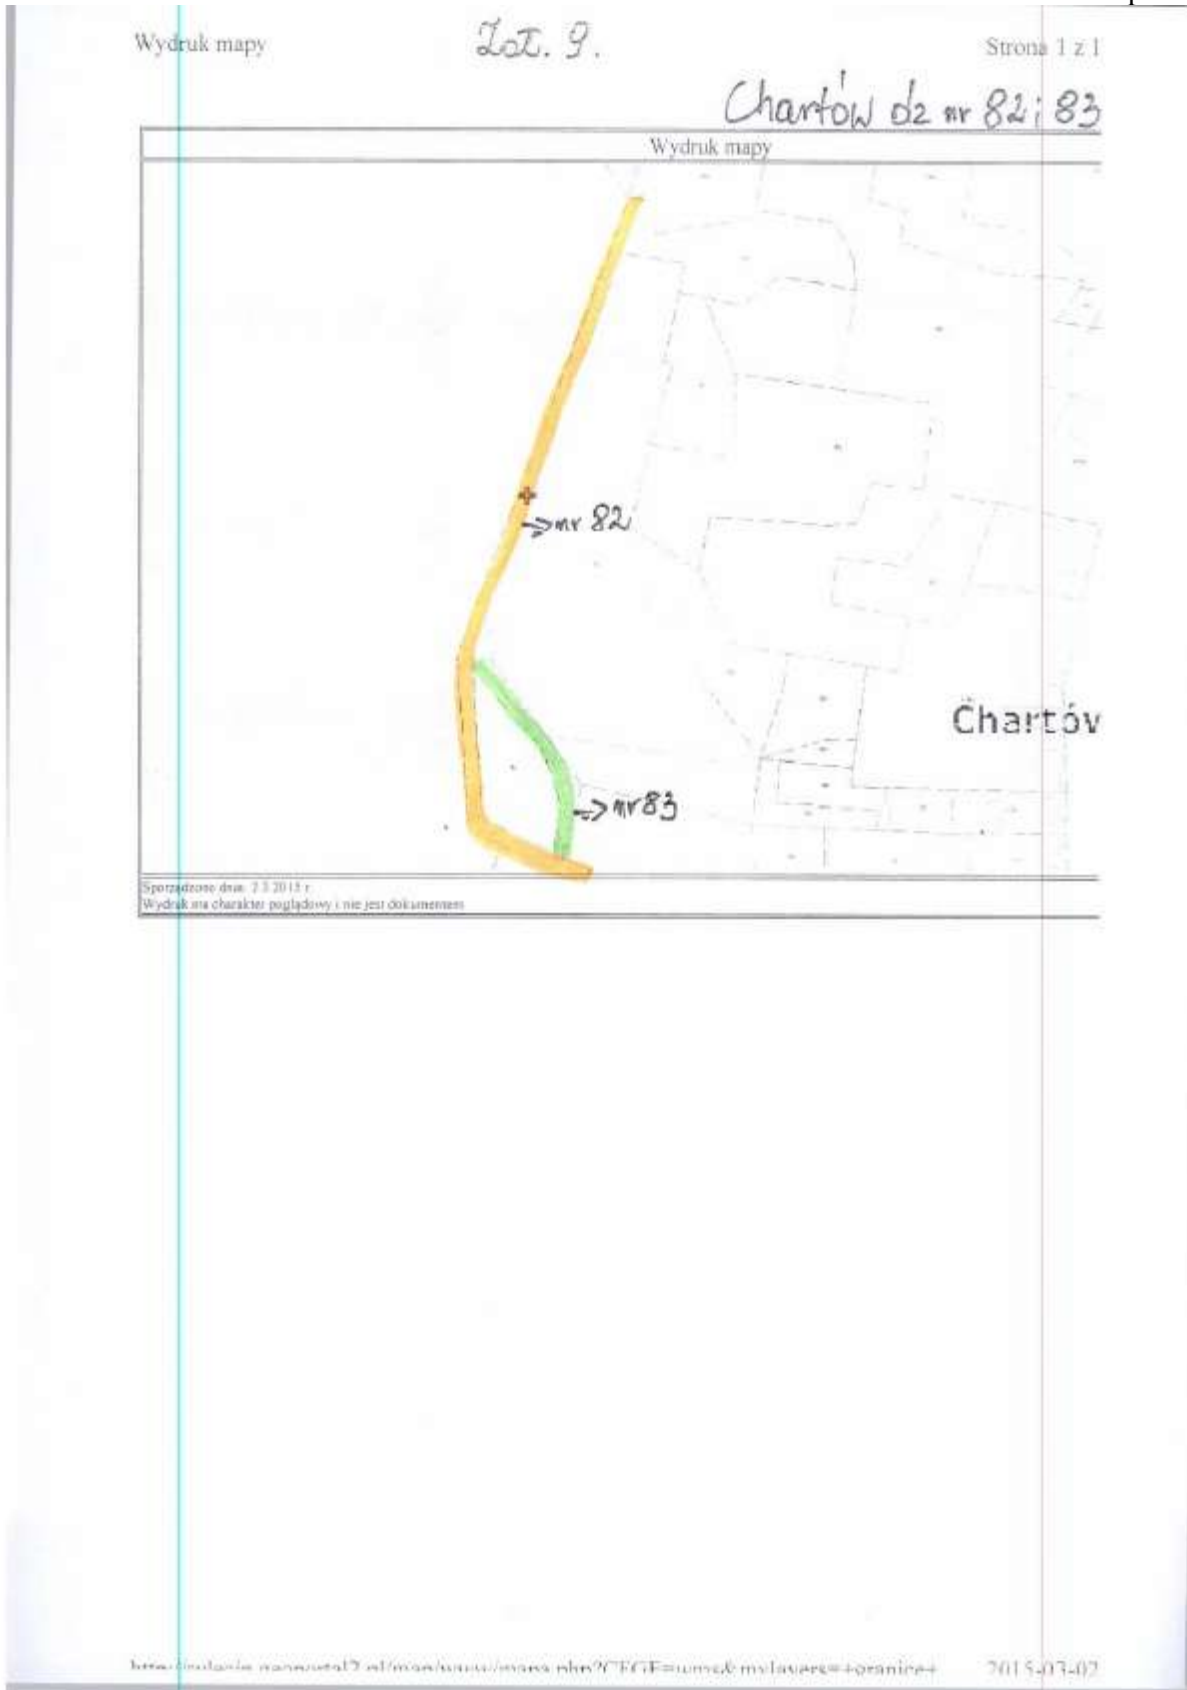 Wydruk mapy
Zał. 9.
Strona 1 z 1
Chartów dz nr 82 i 83
Wydruk mapy
nr 82
Chartów
nr 83
Sporządzono dnia: 2.3.2015 r.
Wydruk ma charakter poglądowy i nie jest dokumentem
2015-03-02